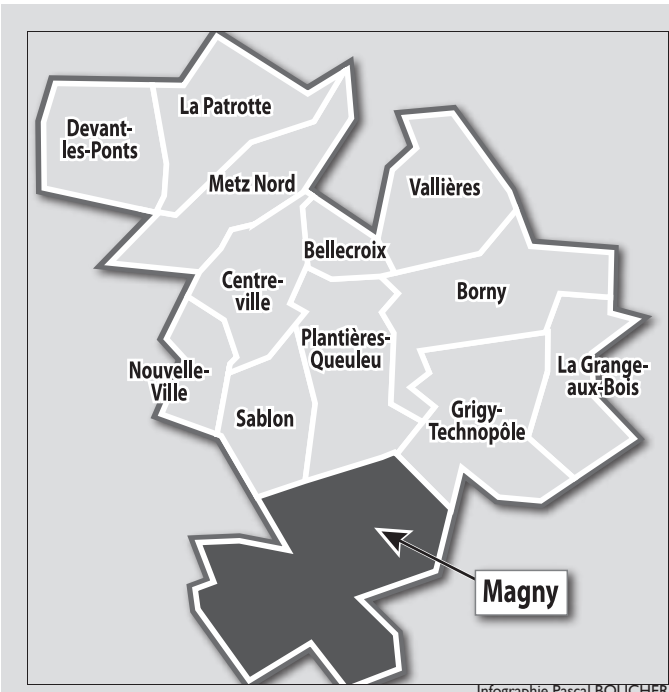 La Patrotte
Devant-
les-Ponts
Metz Nord
Vallières
Bellecroix
Centre-
ville
Borny
Plantières-
Queuleu
Nouvelle-
Ville
La Grange-
aux-Bois
Sablon
Grigy-
Technopôle
Magny
Infographie Pascal BOUCHER